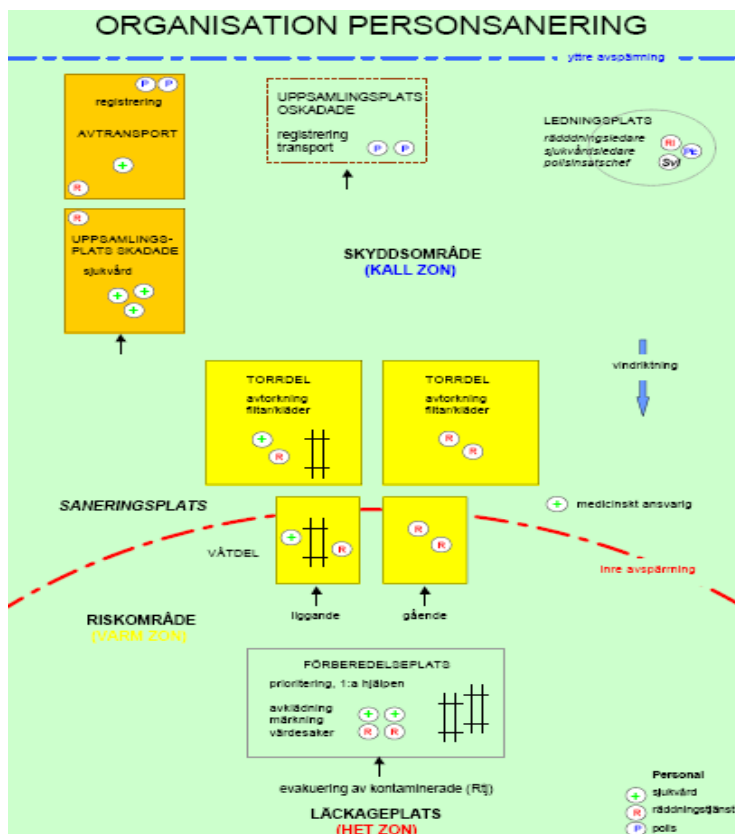 ORGANISATION PERSONSANERING
yttre avspärrning
P P
registrering
AVTRANSPORT
R
UPPSAMLINGSPLATS
OSKADADE
registrering
transport
P P
LEDNINGSPLATS
rädddningsledare
sjukvårdsledare
polisinsatschef
Rl
PE
Svl
R
UPPSAMLINGS-
PLATS SKADADE
sjukvård
SKYDDSOMRÅDE
(KALL ZON)
vindriktning
TORRDEL
avtorkning
filtar/kläder
R
TORRDEL
avtorkning
filtar/kläder
R
R
SANERINGSPLATS
medicinskt ansvarig
VÅTDEL
R
R
R
inre avspärrning
liggande
gående
RISKOMRÅDE
(VARM ZON)
FÖRBEREDELSEPLATS
prioritering, 1:a hjälpen
avklädning
märkning
värdesaker
R R
evakuering av kontaminerade (Rtj)
LÄCKAGEPLATS
(HET ZON)
Personal
sjukvård
R räddningstjänst
P polis